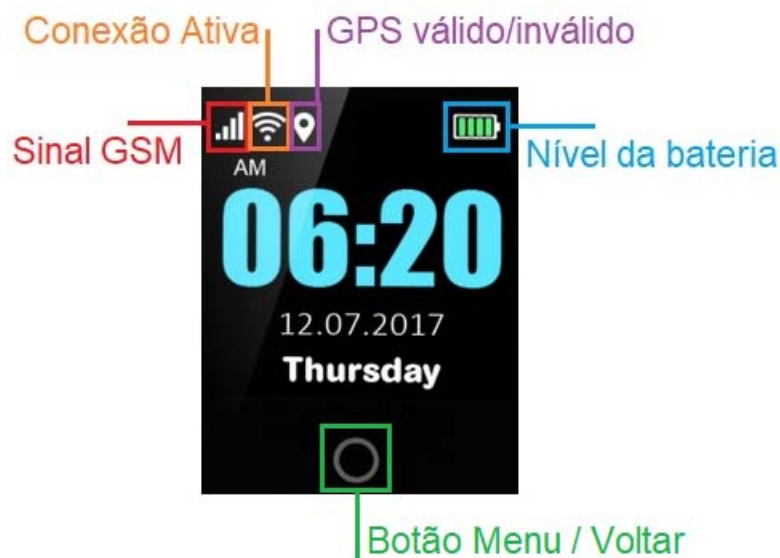 Conexão Ativa
GPS válido/inválido
Sinal GSM
Nível da bateria
AM
06:20
12.07.2017
Thursday
Botão Menu / Voltar